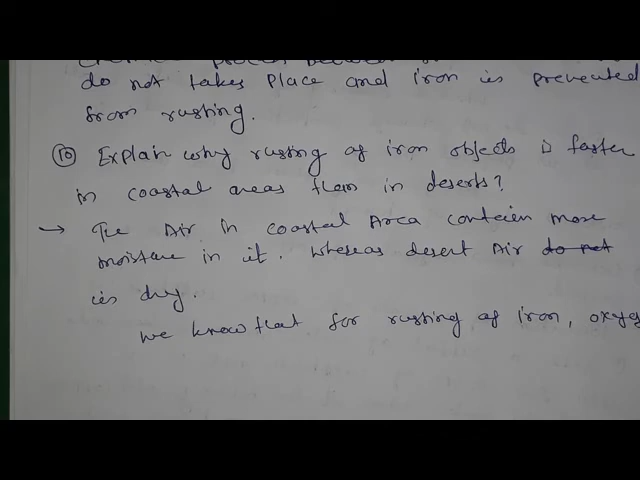 do not takes place and iron is prevented
from rusting.
10 Explain why rusting of iron objects is faster
in coastal areas than in deserts?
→ The Air in coastal Area contain more
moisture in it. Whereas desert Air do not
is dry.
we know that for rusting of iron, oxyge